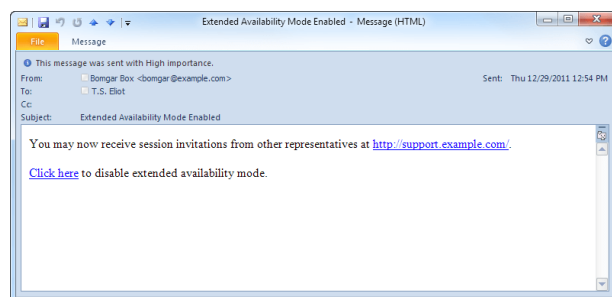 Extended Availability Mode Enabled - Message (HTML)
File Message
This message was sent with High importance.
From: Bomgar Box <bomgar@example.com> Sent: Thu 12/29/2011 12:54 PM
To: T.S. Eliot
Cc:
Subject: Extended Availability Mode Enabled
You may now receive session invitations from other representatives at http://support.example.com/.
Click here to disable extended availability mode.